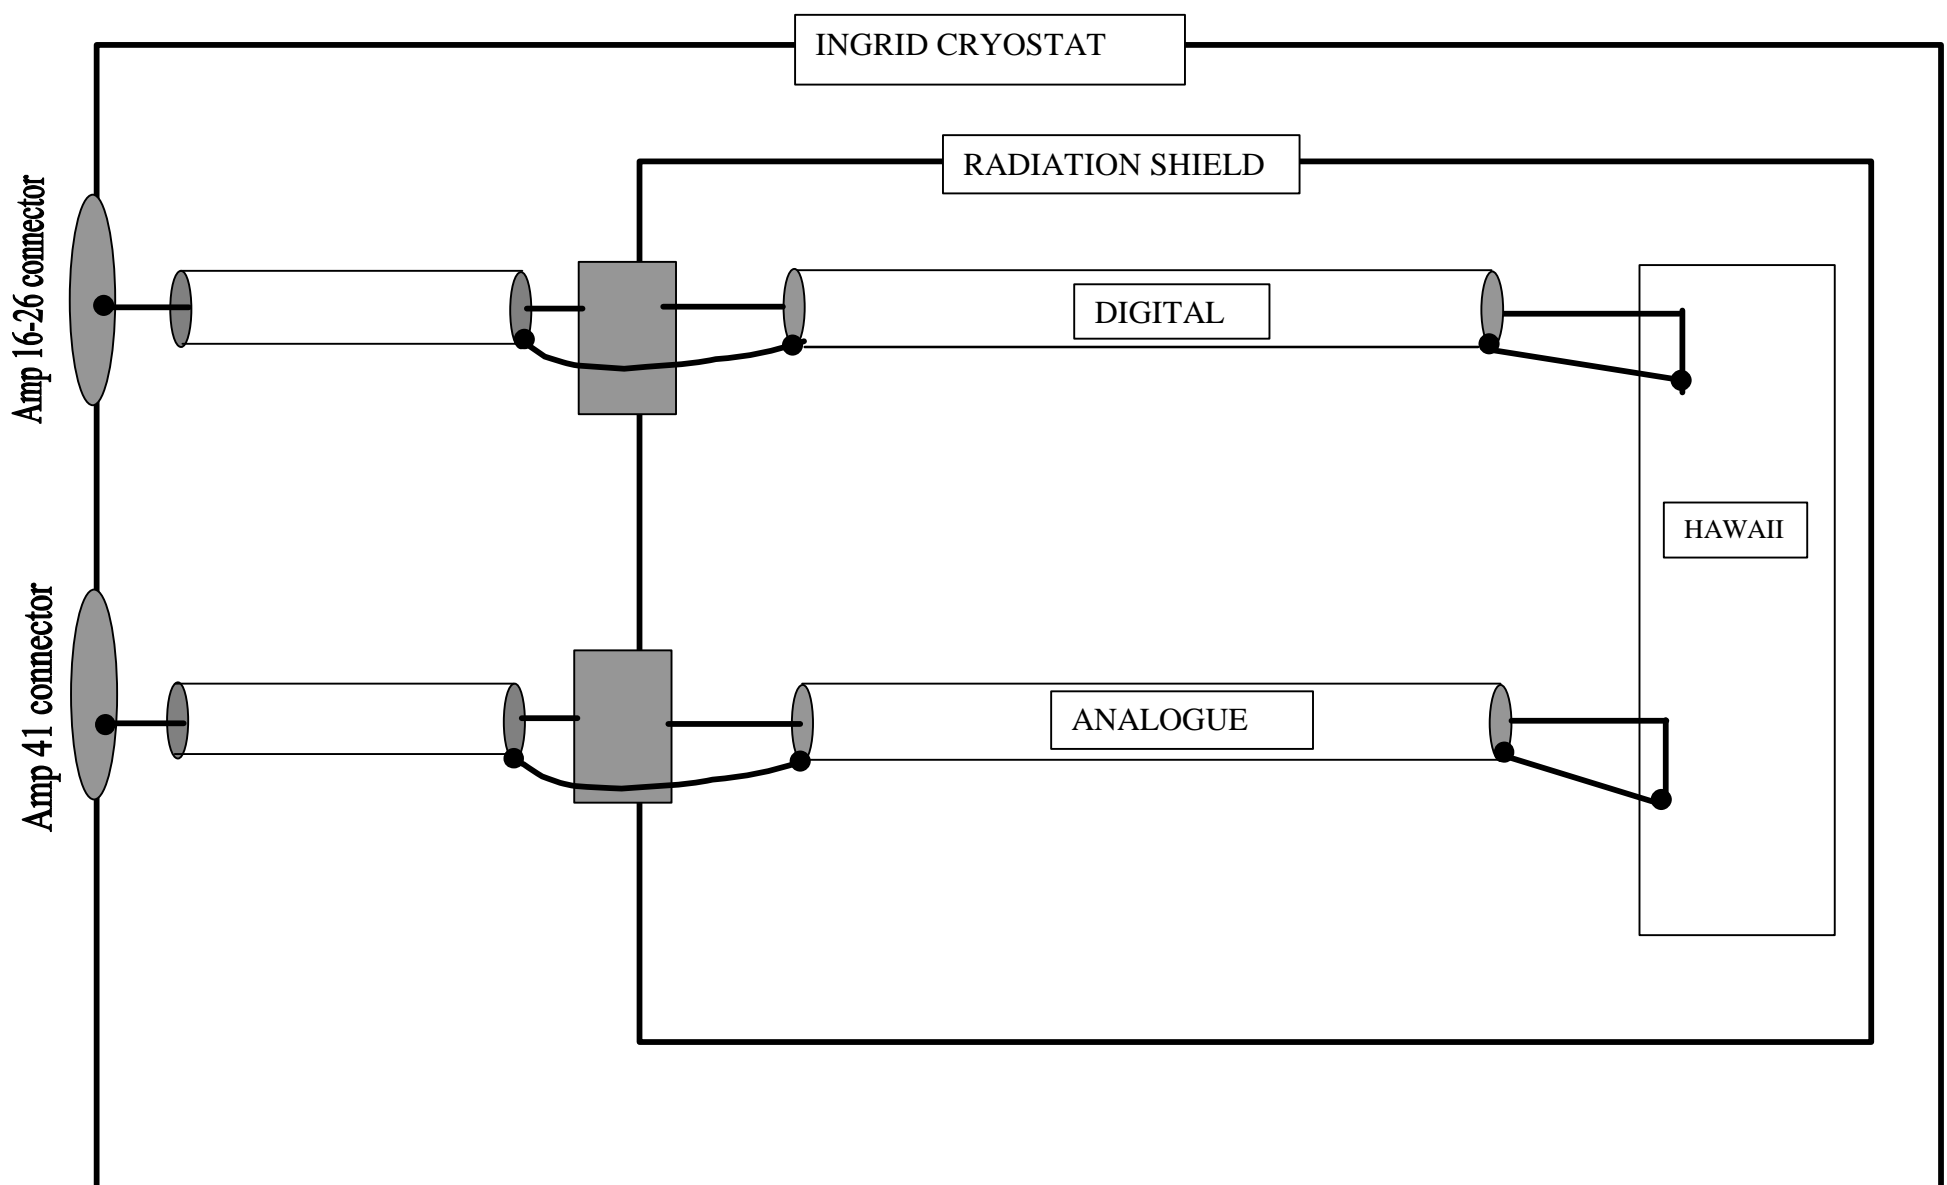 INGRID CRYOSTAT
RADIATION SHIELD
Amp 16-26 connector
DIGITAL
HAWAII
Amp 41 connector
ANALOGUE